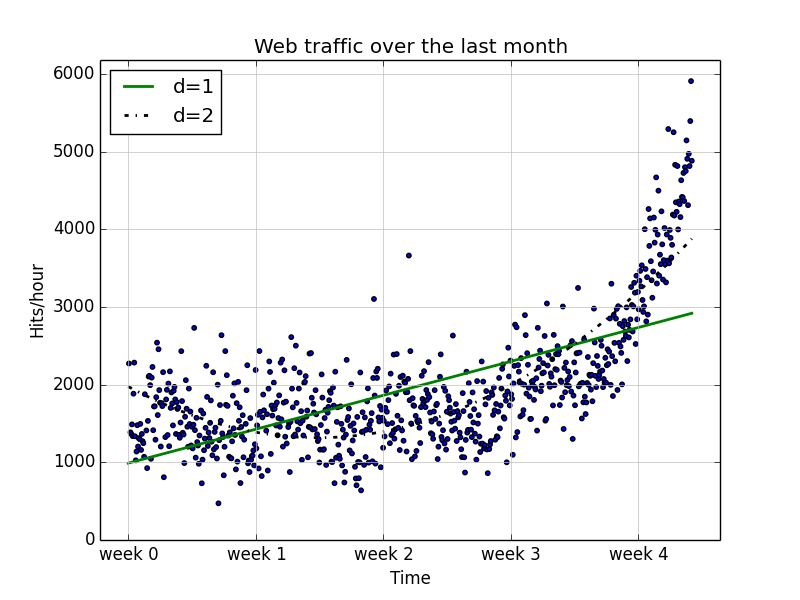 Web traffic over the last month
d=1
d=2
6000
5000
4000
3000
2000
1000
0
Hits/hour
week 0 week 1 week 2 week 3 week 4
Time